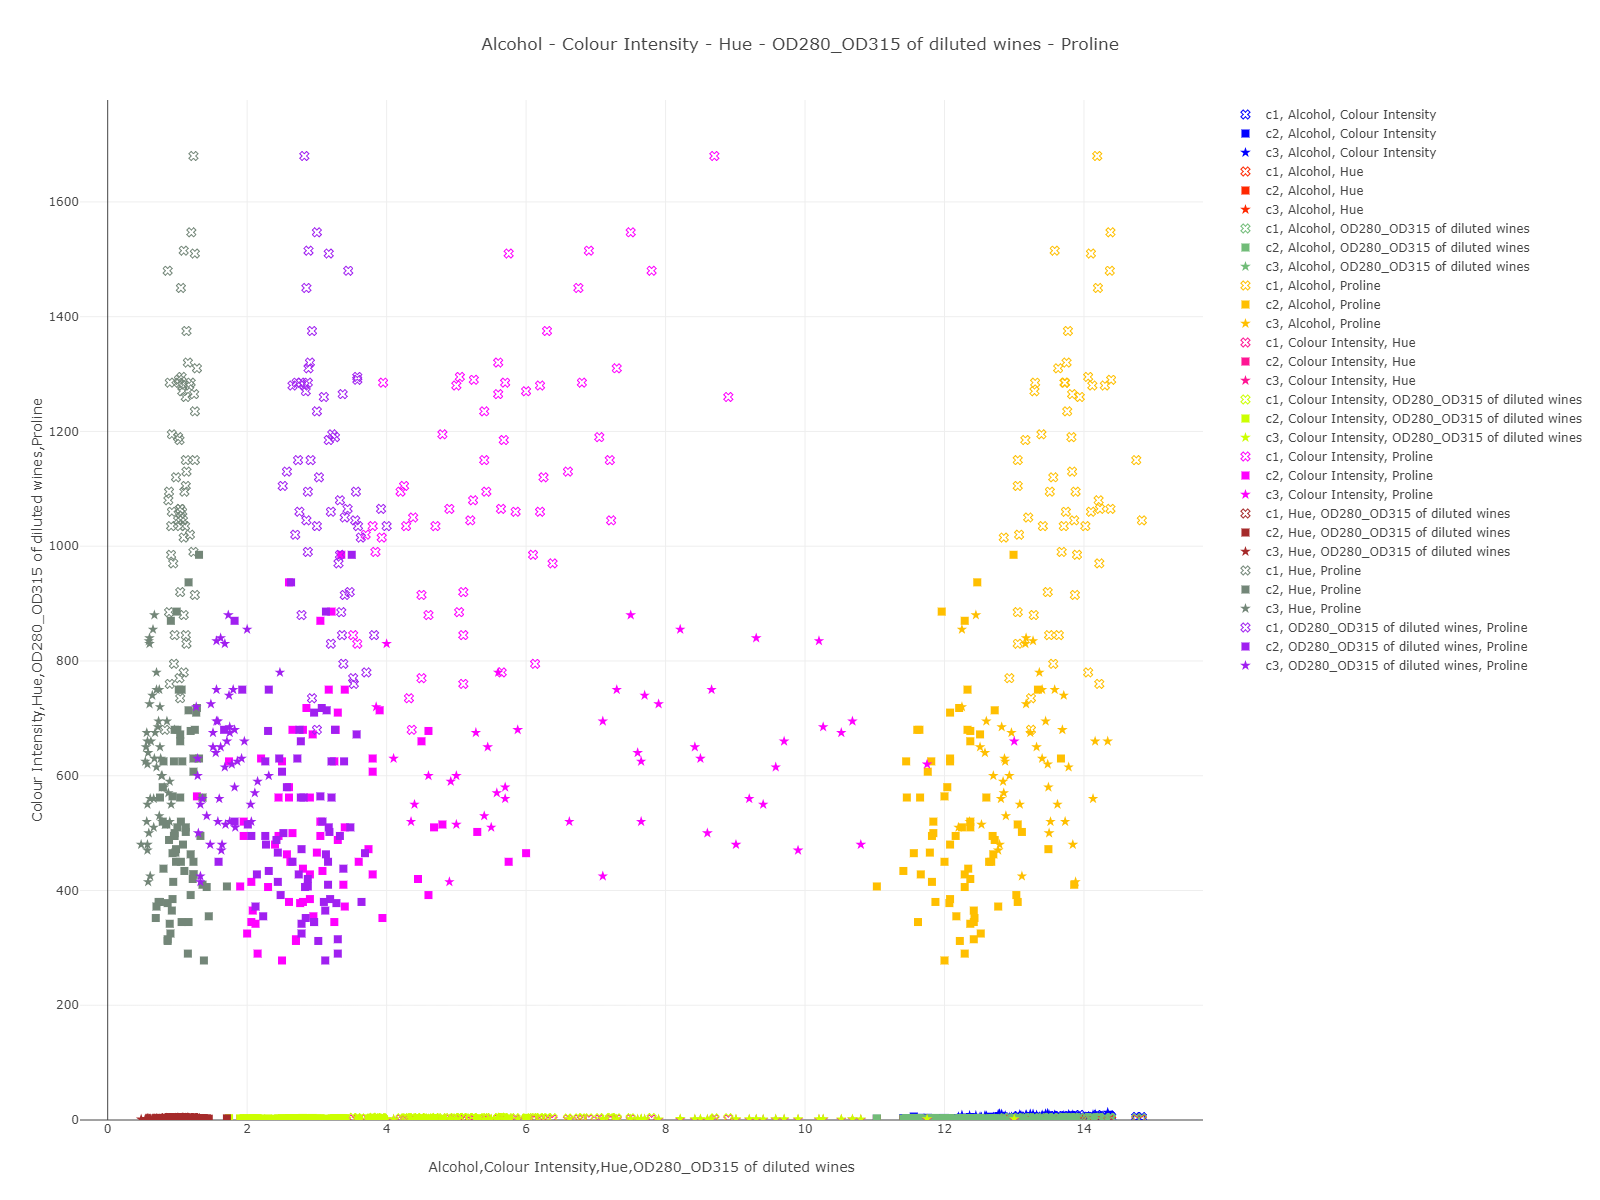 Alcohol - Colour Intensity - Hue - OD280_OD315 of diluted wines - Proline
Colour Intensity,Hue,OD280_OD315 of diluted wines,Proline
1600
1400
1200
1000
800
600
400
200
0
0 2 4 6 8 10 12 14
Alcohol,Colour Intensity,Hue,OD280_OD315 of diluted wines
c1, Alcohol, Colour Intensity
c2, Alcohol, Colour Intensity
c3, Alcohol, Colour Intensity
c1, Alcohol, Hue
c2, Alcohol, Hue
c3, Alcohol, Hue
c1, Alcohol, OD280_OD315 of diluted wines
c2, Alcohol, OD280_OD315 of diluted wines
c3, Alcohol, OD280_OD315 of diluted wines
c1, Alcohol, Proline
c2, Alcohol, Proline
c3, Alcohol, Proline
c1, Colour Intensity, Hue
c2, Colour Intensity, Hue
c3, Colour Intensity, Hue
c1, Colour Intensity, OD280_OD315 of diluted wines
c2, Colour Intensity, OD280_OD315 of diluted wines
c3, Colour Intensity, OD280_OD315 of diluted wines
c1, Colour Intensity, Proline
c2, Colour Intensity, Proline
c3, Colour Intensity, Proline
c1, Hue, OD280_OD315 of diluted wines
c2, Hue, OD280_OD315 of diluted wines
c3, Hue, OD280_OD315 of diluted wines
c1, Hue, Proline
c2, Hue, Proline
c3, Hue, Proline
c1, OD280_OD315 of diluted wines, Proline
c2, OD280_OD315 of diluted wines, Proline
c3, OD280_OD315 of diluted wines, Proline